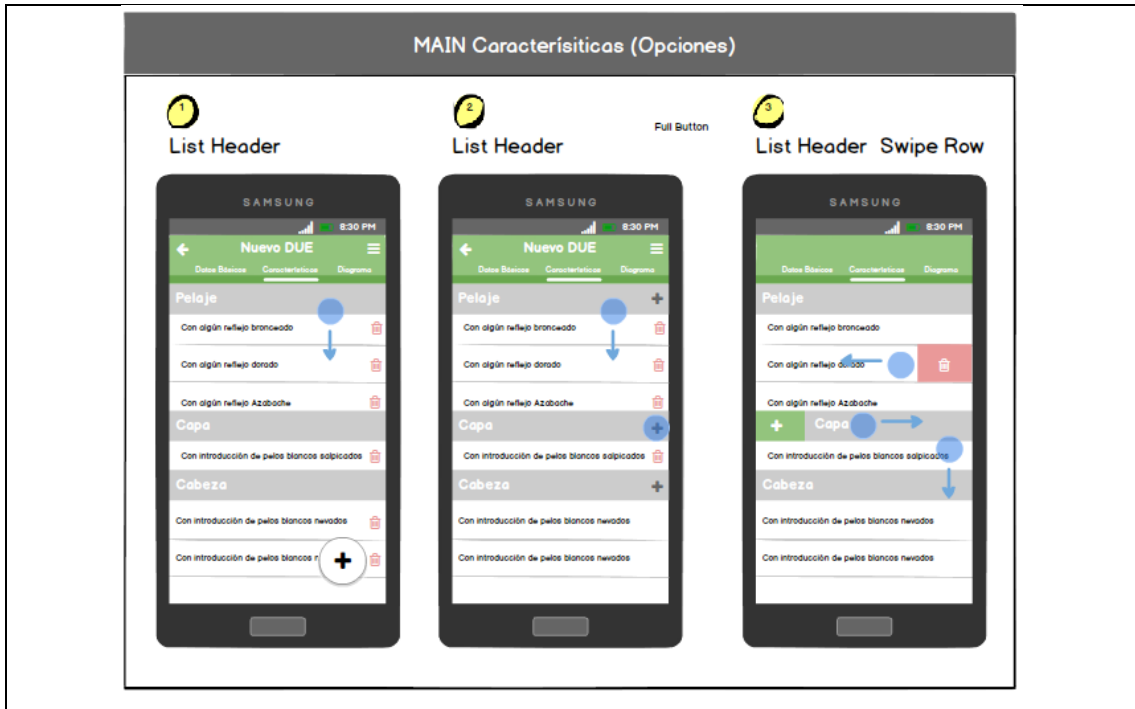 MAIN Caracterísiticas (Opciones)
1
List Header
2
List Header
Full Button
3
List Header Swipe Row
SAMSUNG
8:30 PM
Nuevo DUE
Datos Básicos Características Diagrama
Pelaje
Con algún reflejo bronceado
Con algún reflejo dorado
Con algún reflejo Azabache
Capa
Con introducción de pelos blancos salpicados
Cabeza
Con introducción de pelos blancos nevados
Con introducción de pelos blancos
SAMSUNG
8:30 PM
Nuevo DUE
Datos Básicos Características Diagrama
Pelaje
Con algún reflejo bronceado
Con algún reflejo dorado
Con algún reflejo Azabache
Capa
Con introducción de pelos blancos salpicados
Cabeza
Con introducción de pelos blancos nevados
Con introducción de pelos blancos nevados
SAMSUNG
8:30 PM
Datos Básicos Características Diagrama
Pelaje
Con algún reflejo bronceado
Con algún reflejo dorado
Con algún reflejo Azabache
Capa
Con introducción de pelos blancos salpicados
Cabeza
Con introducción de pelos blancos nevados
Con introducción de pelos blancos nevados